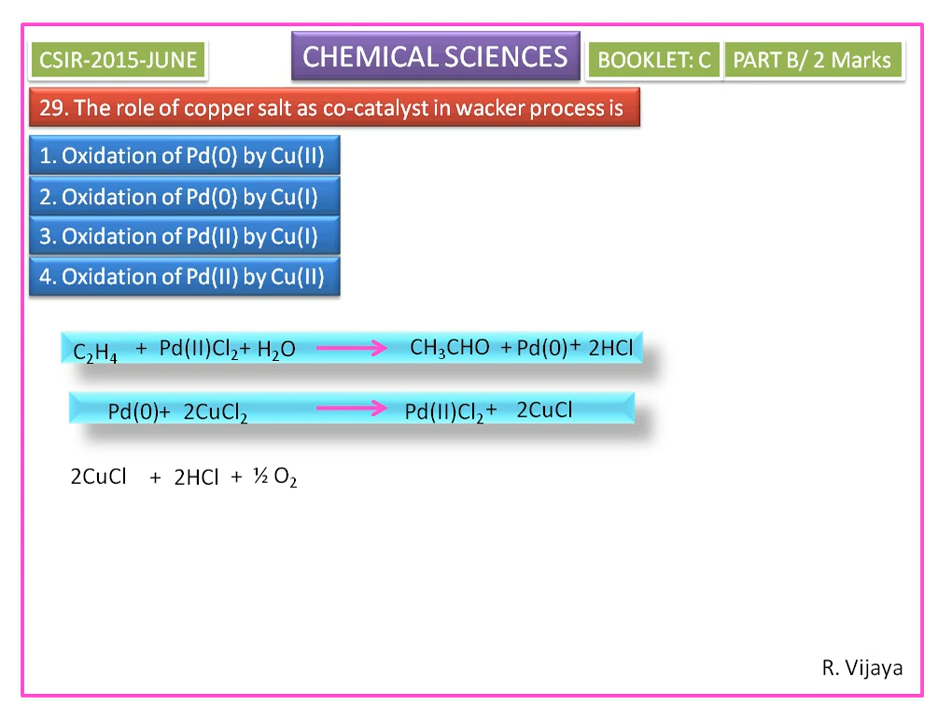 CSIR-2015-JUNE CHEMICAL SCIENCES BOOKLET: C PART B/ 2 Marks
29. The role of copper salt as co-catalyst in wacker process is
1. Oxidation of Pd(0) by Cu(II)
2. Oxidation of Pd(0) by Cu(I)
3. Oxidation of Pd(II) by Cu(I)
4. Oxidation of Pd(II) by Cu(II)
C₂H₄ + Pd(II)Cl₂+ H₂O → CH₃CHO + Pd(0)+ 2HCl
Pd(0)+ 2CuCl₂ → Pd(II)Cl₂+ 2CuCl
2CuCl + 2HCl + ½ O₂
R. Vijaya